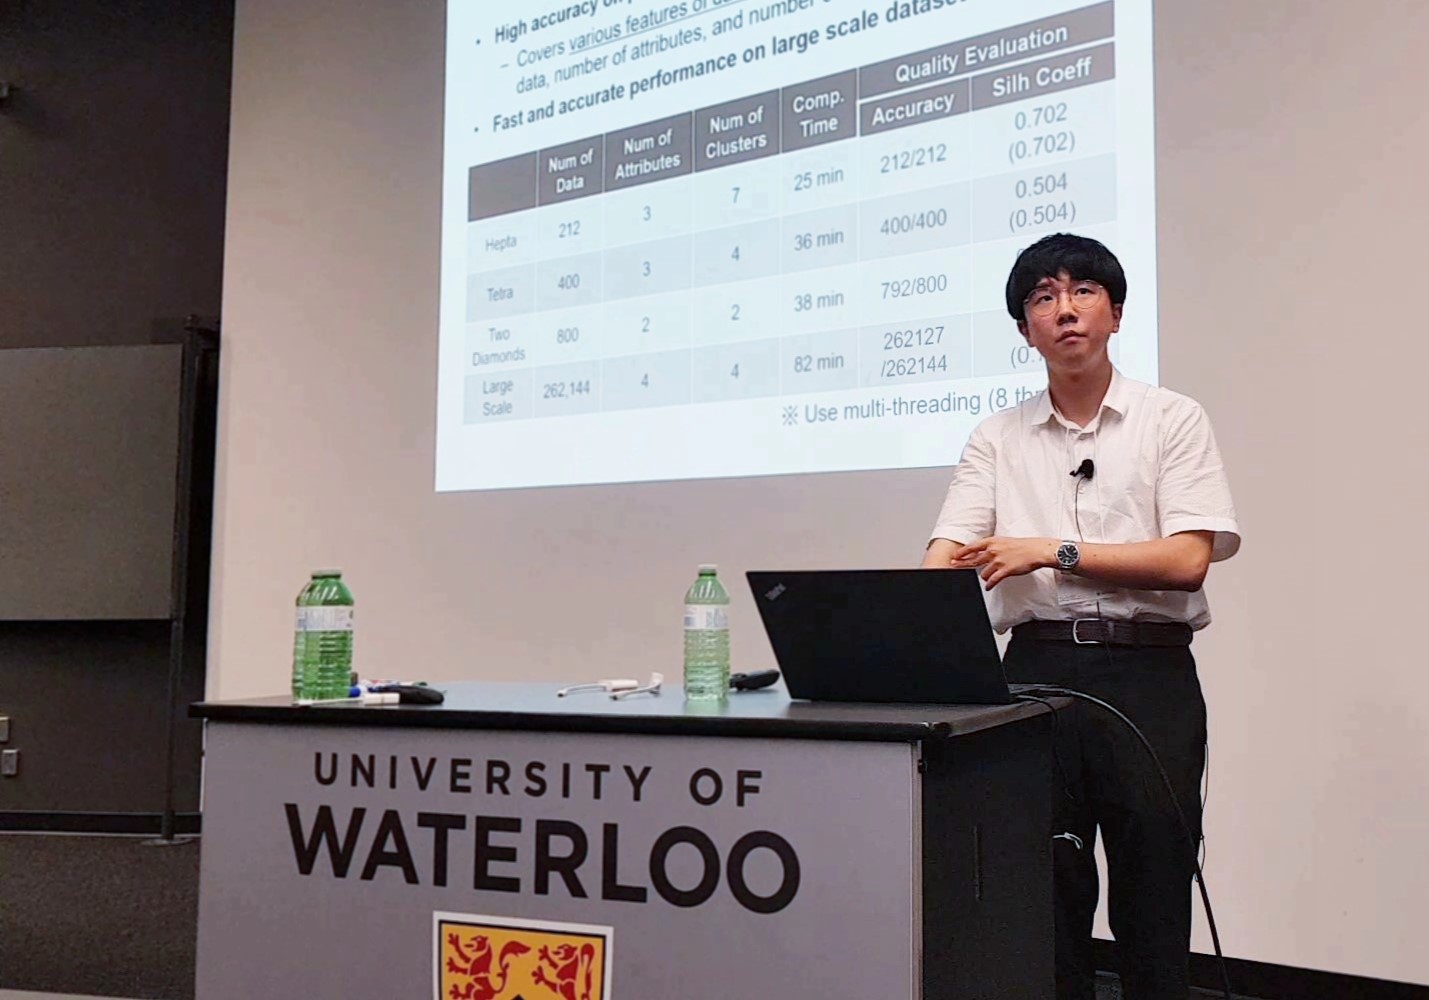 • High accuracy on
– Covers various features of
data, number of attributes, and number
• Fast and accurate performance on large scale dataset
Num of Data
Num of Attributes
Num of Clusters
Comp. Time
Quality Evaluation
Accuracy
Silh Coeff
Hepta 212 3 7 25 min 212/212 0.702 (0.702)
Tetra 400 3 4 36 min 400/400 0.504 (0.504)
Two Diamonds 800 2 2 38 min 792/800
Large Scale 262,144 4 4 82 min 262127 /262144 (0.
※ Use multi-threading (8
ThinkPad
UNIVERSITY OF
WATERLOO